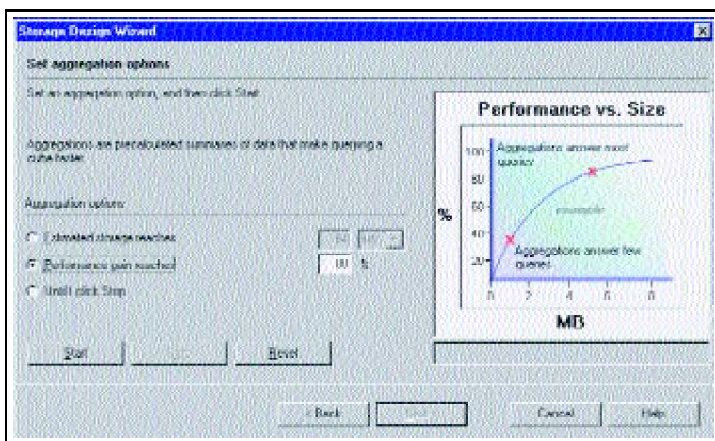 Storage Design Wizard
Set aggregation options
Set an aggregation option, and then click Start.
Aggregations are precalculated summaries of data that make querying a
cube faster.
Aggregation options
Estimated storage reaches
Performance gain reaches
%
Until I click Stop
Start
Reset
Performance vs. Size
Aggregations answer most
queries
example
Aggregations answer few
queries
%
100
80
60
40
20
0
2
4
6
8
MB
< Back
Cancel
Help